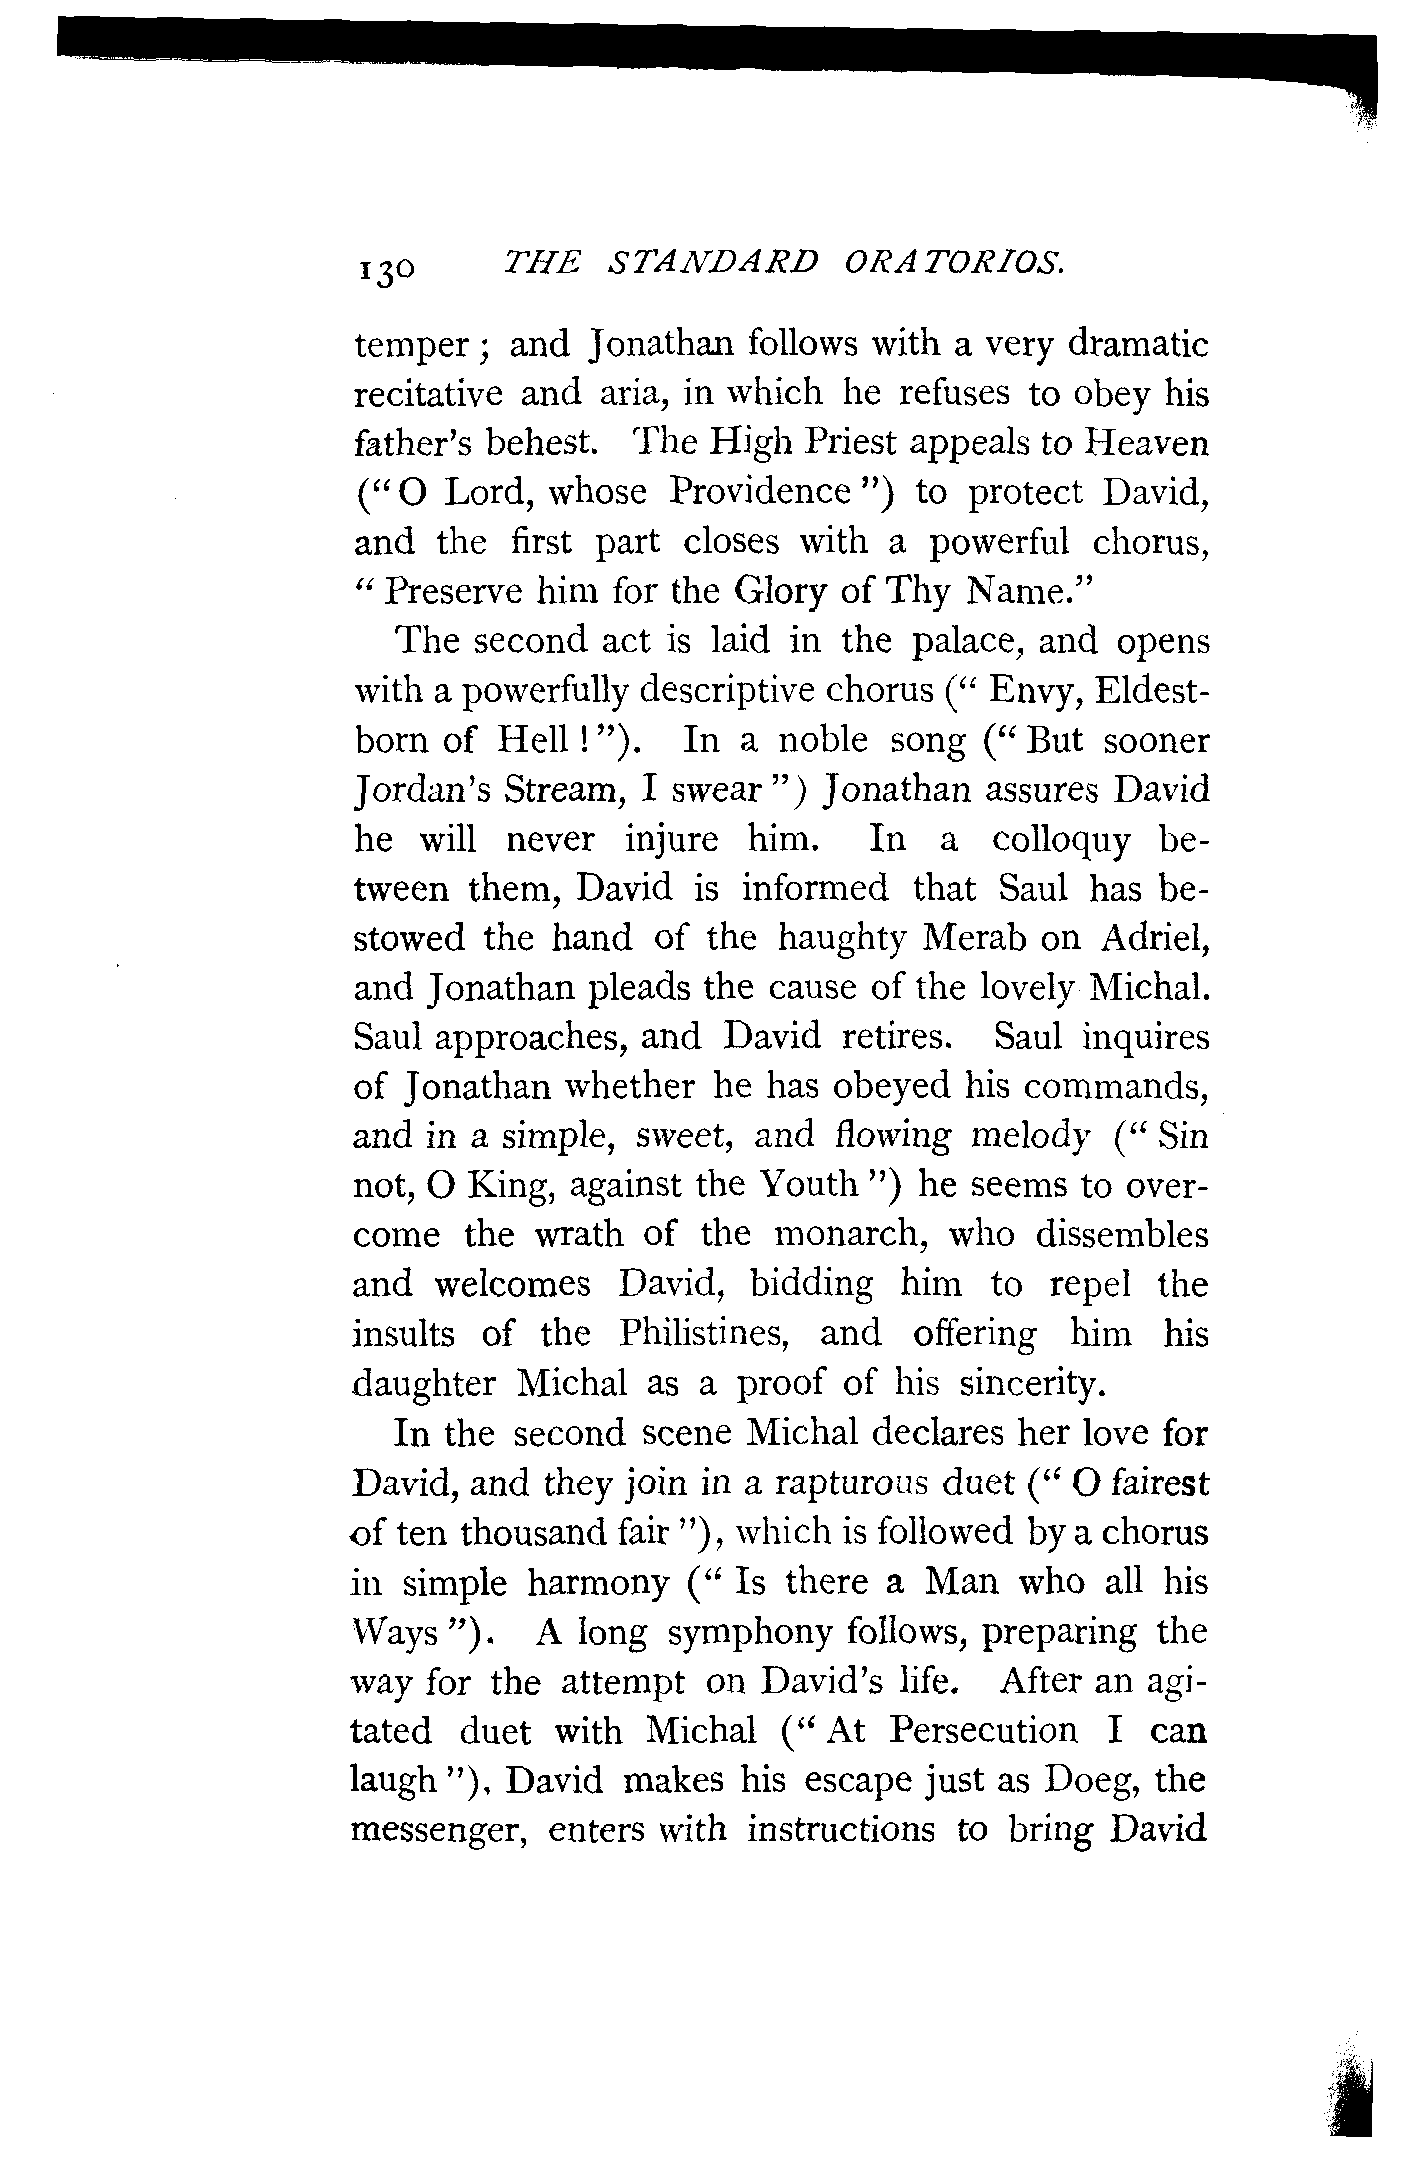 130 THE STANDARD ORATORIOS.
temper ; and Jonathan follows with a very dramatic
recitative and aria, in which he refuses to obey his
father's behest. The High Priest appeals to Heaven
(“ O Lord, whose Providence ”) to protect David,
and the first part closes with a powerful chorus,
“ Preserve him for the Glory of Thy Name.”
The second act is laid in the palace, and opens
with a powerfully descriptive chorus (“ Envy, Eldest-
born of Hell ! ”). In a noble song (“ But sooner
Jordan's Stream, I swear ”) Jonathan assures David
he will never injure him. In a colloquy be-
tween them, David is informed that Saul has be-
stowed the hand of the haughty Merab on Adriel,
and Jonathan pleads the cause of the lovely Michal.
Saul approaches, and David retires. Saul inquires
of Jonathan whether he has obeyed his commands,
and in a simple, sweet, and flowing melody (“ Sin
not, O King, against the Youth ”) he seems to over-
come the wrath of the monarch, who dissembles
and welcomes David, bidding him to repel the
insults of the Philistines, and offering him his
daughter Michal as a proof of his sincerity.
In the second scene Michal declares her love for
David, and they join in a rapturous duet (“ O fairest
of ten thousand fair ”), which is followed by a chorus
in simple harmony (“ Is there a Man who all his
Ways ”). A long symphony follows, preparing the
way for the attempt on David's life. After an agi-
tated duet with Michal (“ At Persecution I can
laugh ”), David makes his escape just as Doeg, the
messenger, enters with instructions to bring David